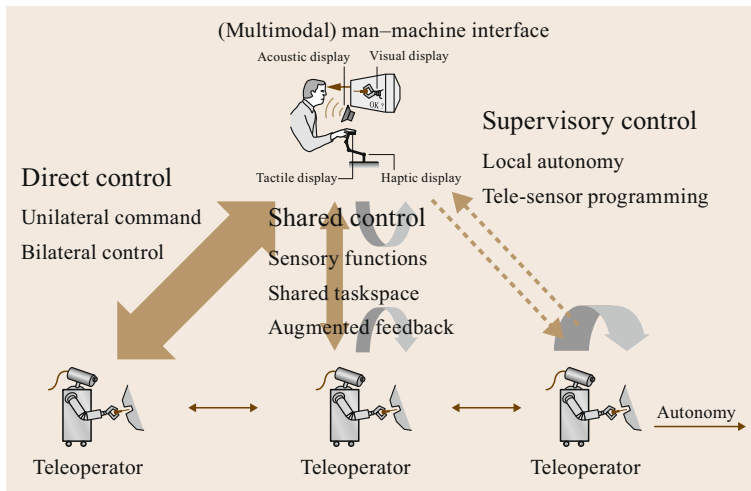 (Multimodal) man–machine interface
Acoustic display
Visual display
OK ?
Tactile display
Haptic display
Direct control
Unilateral command
Bilateral control
Shared control
Sensory functions
Shared taskspace
Augmented feedback
Supervisory control
Local autonomy
Tele-sensor programming
Autonomy
Teleoperator
Teleoperator
Teleoperator